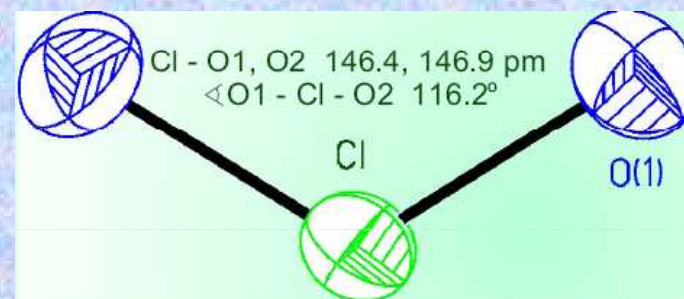 Cl - O1, O2 146.4, 146.9 pm
∢O1 - Cl - O2 116.2º
Cl
O(1)